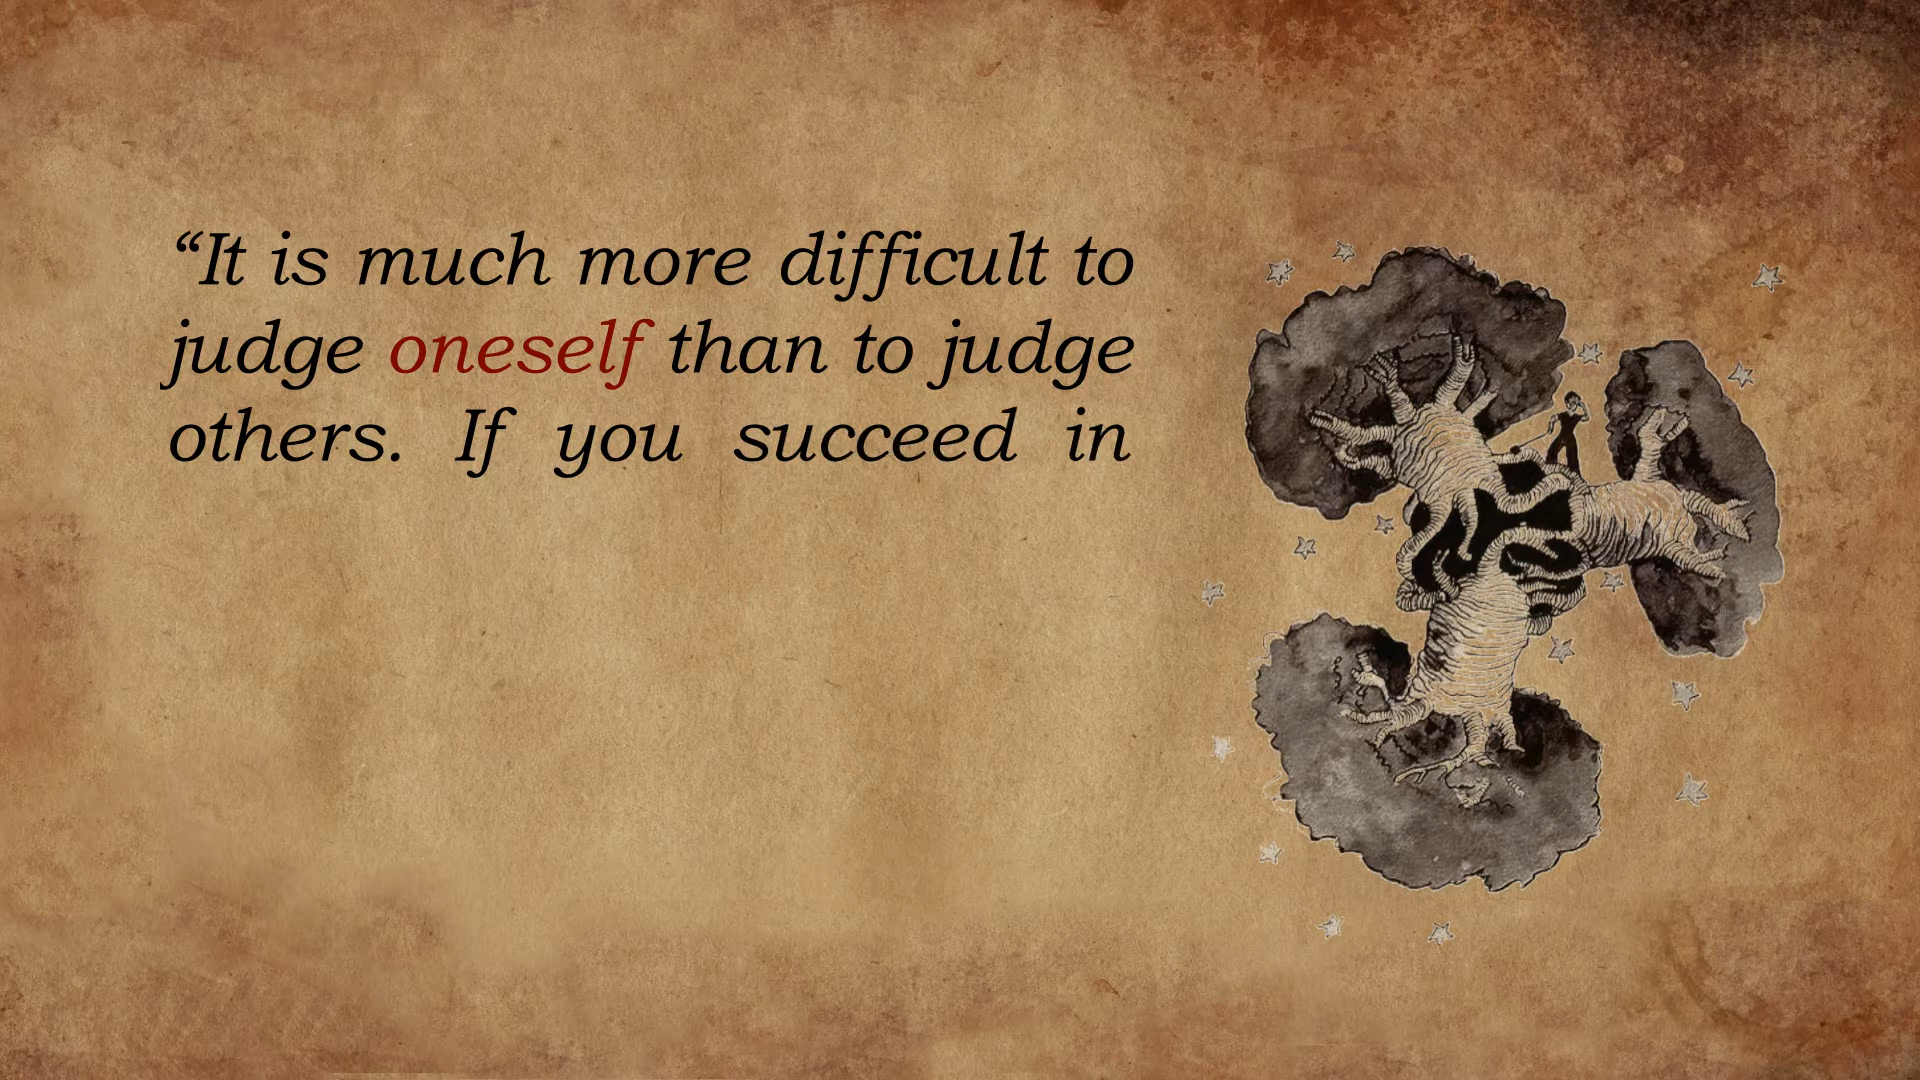 “It is much more difficult to
judge oneself than to judge
others. If you succeed in